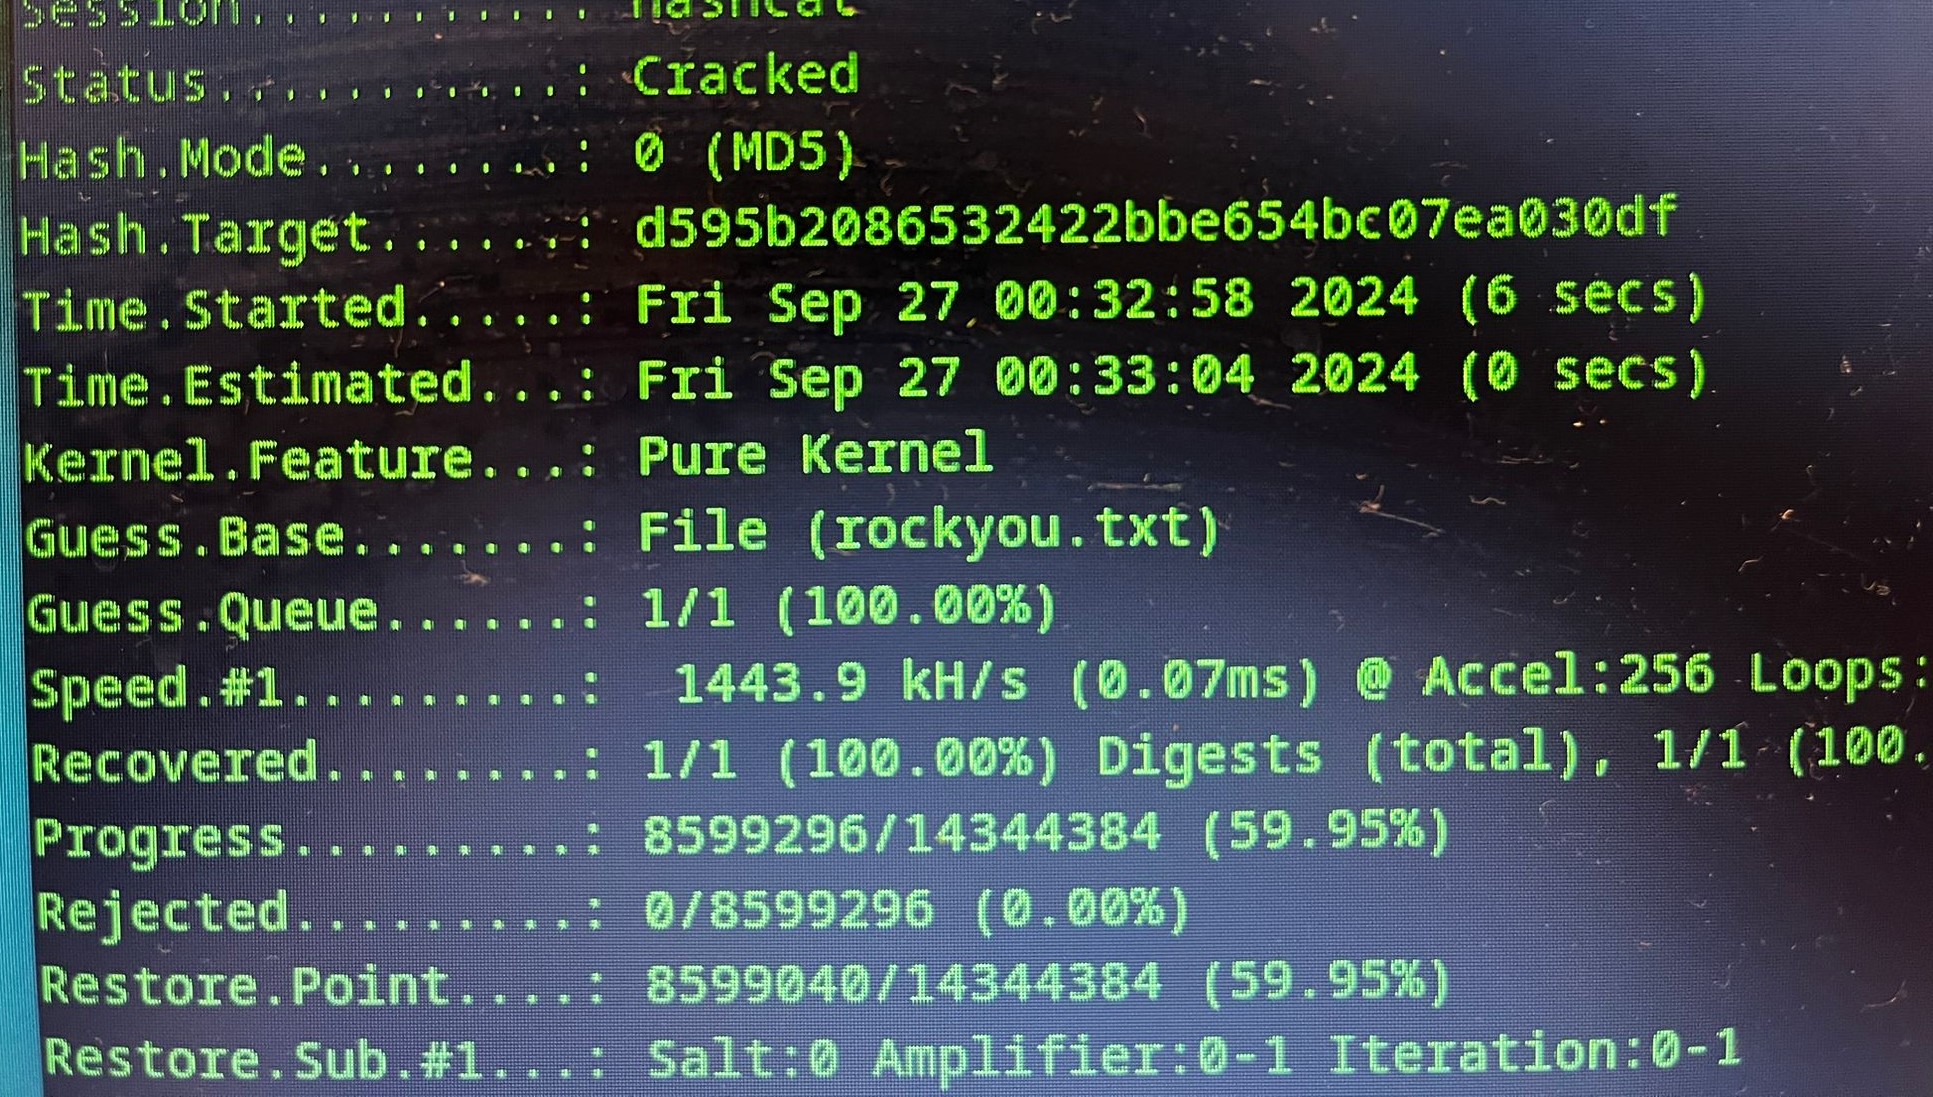 Session..........: hashcat
Status...........: Cracked
Hash.Mode........: 0 (MD5)
Hash.Target......: d595b2086532422bbe654bc07ea030df
Time.Started.....: Fri Sep 27 00:32:58 2024 (6 secs)
Time.Estimated...: Fri Sep 27 00:33:04 2024 (0 secs)
Kernel.Feature...: Pure Kernel
Guess.Base.......: File (rockyou.txt)
Guess.Queue......: 1/1 (100.00%)
Speed.#1.........:  1443.9 kH/s (0.07ms) @ Accel:256 Loops:
Recovered........: 1/1 (100.00%) Digests (total), 1/1 (100.
Progress.........: 8599296/14344384 (59.95%)
Rejected.........: 0/8599296 (0.00%)
Restore.Point....: 8599040/14344384 (59.95%)
Restore.Sub.#1...: Salt:0 Amplifier:0-1 Iteration:0-1